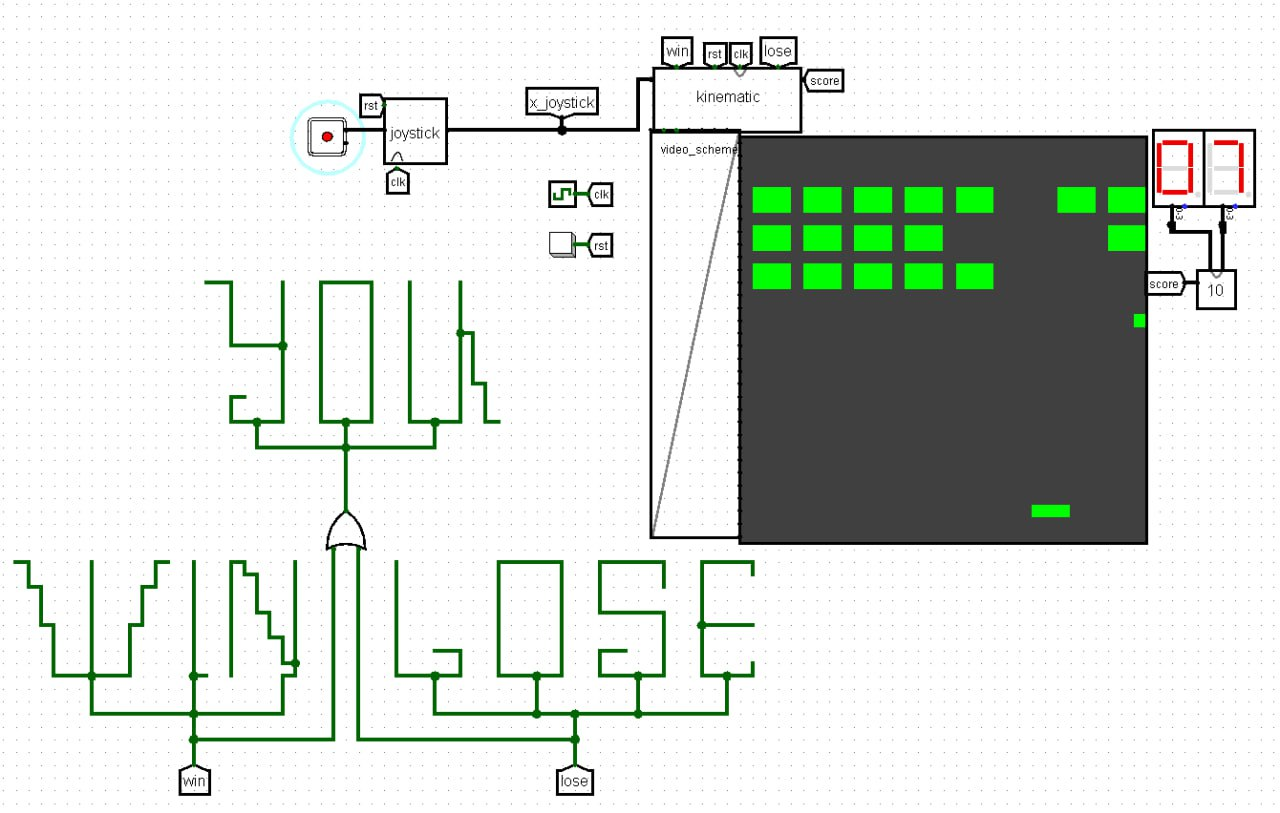 win rst clk lose
kinematic
score
rst
joystick
clk
x_joystick
video_scheme
clk
rst
07
score
10
YOU
WIN LOSE
win
lose